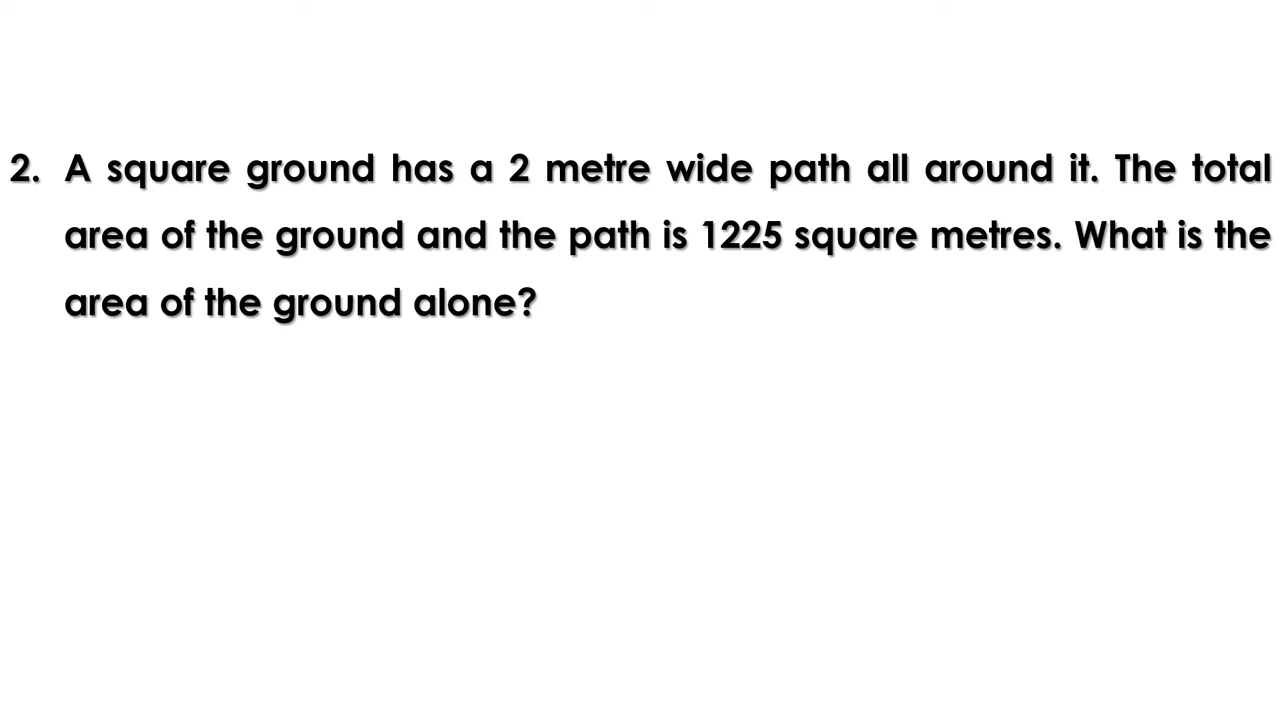 2. A square ground has a 2 metre wide path all around it. The total
area of the ground and the path is 1225 square metres. What is the
area of the ground alone?